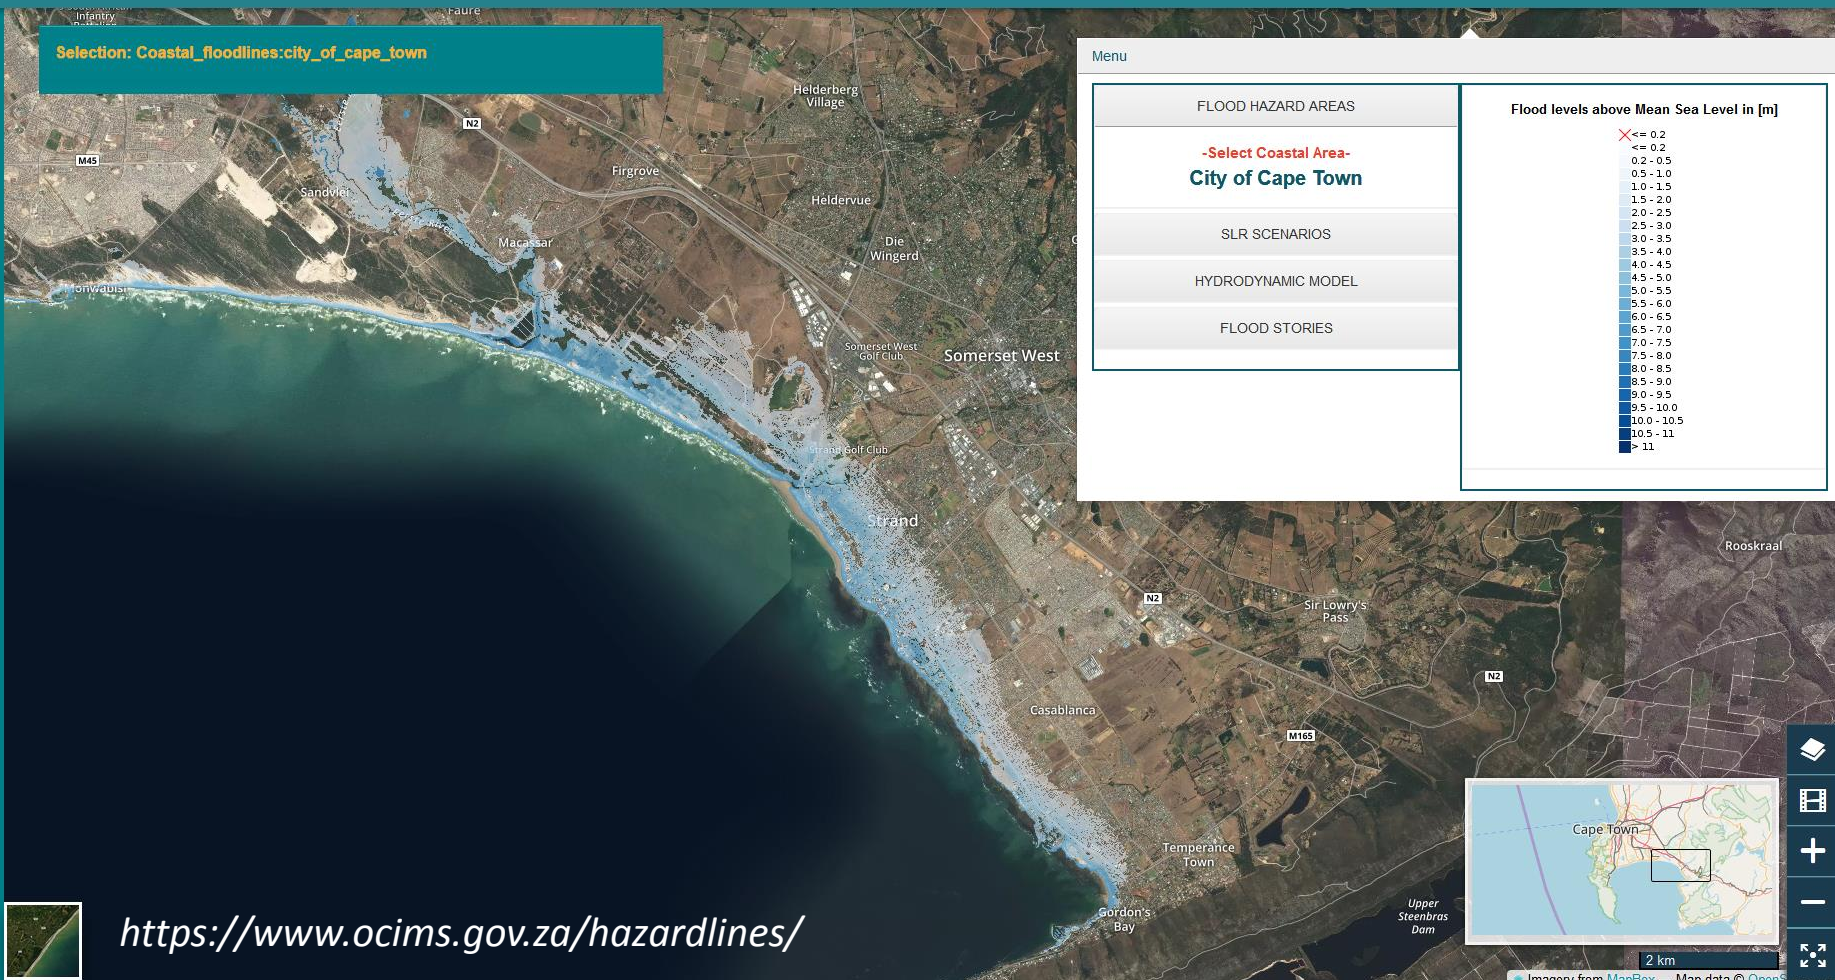 Infantry
Faure
Selection: Coastal_floodlines:city_of_cape_town
Menu
FLOOD HAZARD AREAS
-Select Coastal Area-
City of Cape Town
SLR SCENARIOS
HYDRODYNAMIC MODEL
FLOOD STORIES
Flood levels above Mean Sea Level in [m]
<= 0.2
<= 0.2
0.2 - 0.5
0.5 - 1.0
1.0 - 1.5
1.5 - 2.0
2.0 - 2.5
2.5 - 3.0
3.0 - 3.5
3.5 - 4.0
4.0 - 4.5
4.5 - 5.0
5.0 - 5.5
5.5 - 6.0
6.0 - 6.5
6.5 - 7.0
7.0 - 7.5
7.5 - 8.0
8.0 - 8.5
8.5 - 9.0
9.0 - 9.5
9.5 - 10.0
10.0 - 10.5
10.5 - 11
> 11
Helderberg
Village
N2
M45
Firgrove
Sandvlei
Heldervue
Macassar
Die
Wingerd
Monwabisi
Somerset West
Golf Club
Somerset West
Strand Golf Club
Strand
Rooskraal
N2
Sir Lowry's
Pass
N2
Casablanca
M165
Cape Town
Temperance
Town
Gordon's
Bay
Upper
Steenbras
Dam
https://www.ocims.gov.za/hazardlines/
2 km
Imagery from MapBox — Map data © OpenS